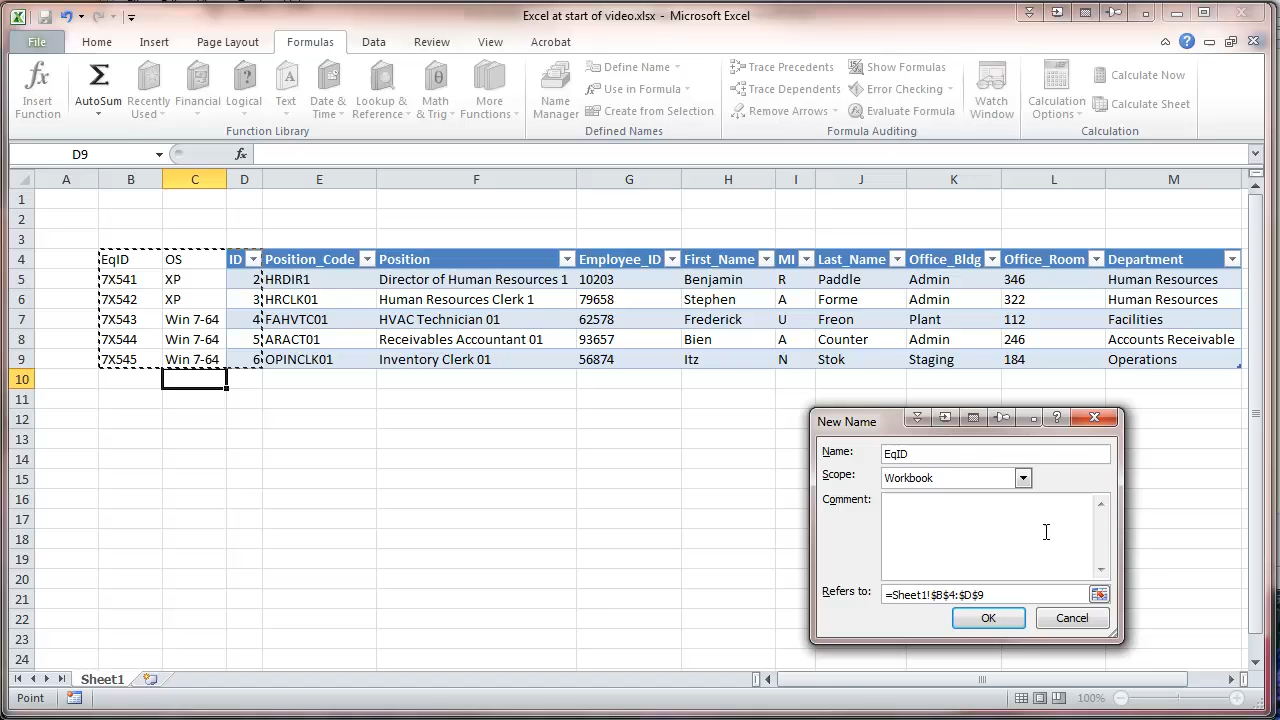 Excel at start of video.xlsx - Microsoft Excel
File Home Insert Page Layout Formulas Data Review View Acrobat
Insert Function
AutoSum
Recently Used
Financial
Logical
Text
Date & Time
Lookup & Reference
Math & Trig
More Functions
Function Library
Name Manager
Define Name
Use in Formula
Create from Selection
Defined Names
Trace Precedents
Trace Dependents
Remove Arrows
Show Formulas
Error Checking
Evaluate Formula
Watch Window
Formula Auditing
Calculation Options
Calculate Now
Calculate Sheet
Calculation
D9 fx
A B C D E F G H I J K L M
1
2
3
4 EqID OS ID Position_Code Position Employee_ID First_Name MI Last_Name Office_Bldg Office_Room Department
5 7X541 XP 2 HRDIR1 Director of Human Resources 1 10203 Benjamin R Paddle Admin 346 Human Resources
6 7X542 XP 3 HRCLK01 Human Resources Clerk 1 79658 Stephen A Forme Admin 322 Human Resources
7 7X543 Win 7-64 4 FAHVTC01 HVAC Technician 01 62578 Frederick U Freon Plant 112 Facilities
8 7X544 Win 7-64 5 ARACT01 Receivables Accountant 01 93657 Bien A Counter Admin 246 Accounts Receivable
9 7X545 Win 7-64 6 OPINCLK01 Inventory Clerk 01 56874 Itz N Stok Staging 184 Operations
10
11
12
13
14
15
16
17
18
19
20
21
22
23
24
New Name
Name: EqID
Scope: Workbook
Comment:
Refers to: =Sheet1!$B$4:$D$9
OK Cancel
Sheet1
Point 100%